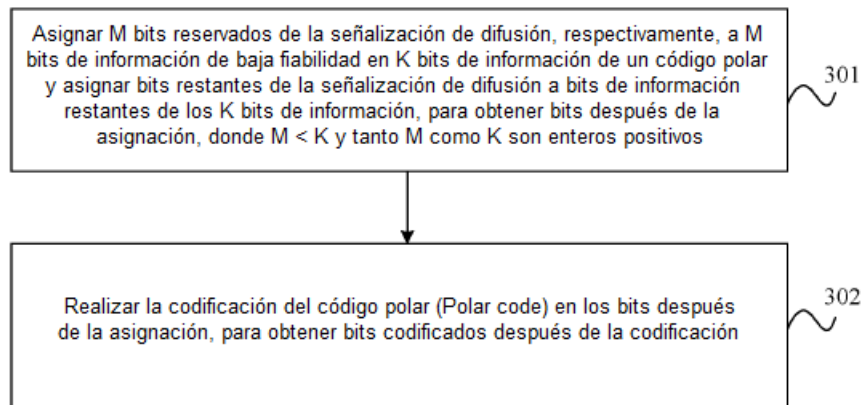 Asignar M bits reservados de la señalización de difusión, respectivamente, a M
bits de información de baja fiabilidad en K bits de información de un código polar
y asignar bits restantes de la señalización de difusión a bits de información
restantes de los K bits de información, para obtener bits después de la
asignación, donde M < K y tanto M como K son enteros positivos
301
Realizar la codificación del código polar (Polar code) en los bits después
de la asignación, para obtener bits codificados después de la codificación
302